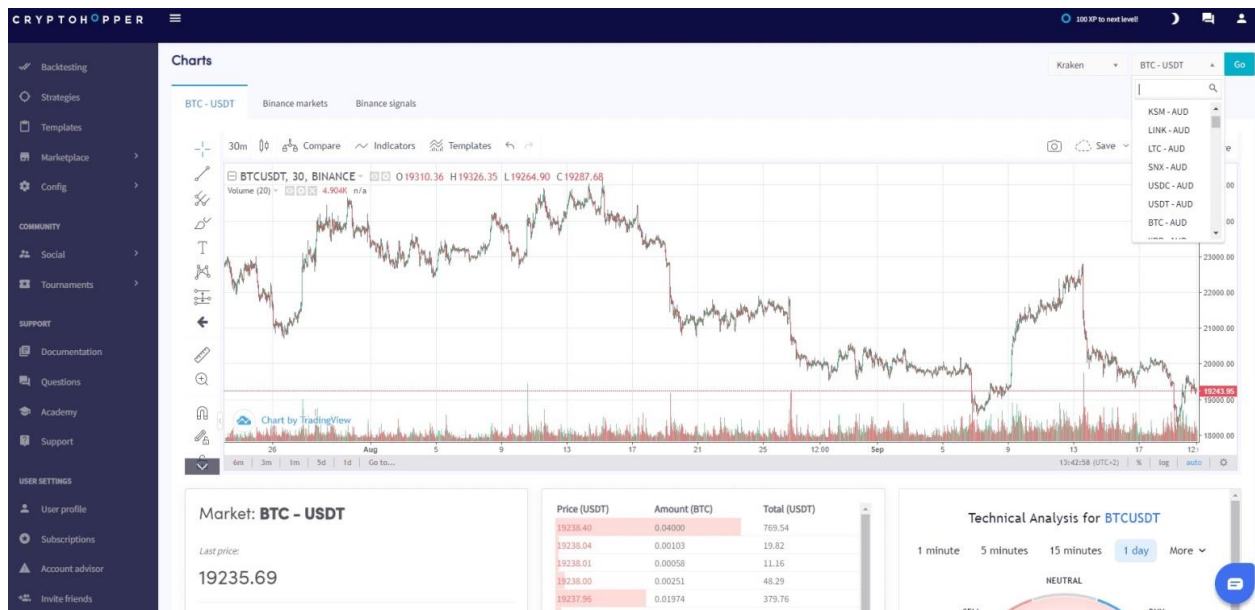 CRYPTOHOPPER
100 XP to next level!
Backtesting
Strategies
Templates
Marketplace
Config
COMMUNITY
Social
Tournaments
SUPPORT
Documentation
Questions
Academy
Support
USER SETTINGS
User profile
Subscriptions
Account advisor
Invite friends
Charts
Kraken
BTC - USDT
Go
KSM - AUD
LINK - AUD
LTC - AUD
SNX - AUD
USDC - AUD
USDT - AUD
BTC - AUD
BTC - USDT Binance markets Binance signals
30m Compare Indicators Templates Save
BTCUSDT, 30, BINANCE O19310.36 H19326.35 L19264.90 C19287.68
Volume (20) 4.904K n/a
23000.00
22000.00
21000.00
20000.00
19243.95
19000.00
18000.00
Chart by TradingView
26 Aug 5 9 13 17 21 25 12:00 Sep 5 9 13 17 12:
6m 3m 1m 5d 1d Go to... 13:42:58 (UTC+2) % log auto
Market: BTC - USDT
Last price:
19235.69
Price (USDT) Amount (BTC) Total (USDT)
19238.40 0.04000 769.54
19238.04 0.00103 19.82
19238.01 0.00058 11.16
19238.00 0.00251 48.29
19237.96 0.01974 379.76
Technical Analysis for BTCUSDT
1 minute 5 minutes 15 minutes 1 day More
NEUTRAL